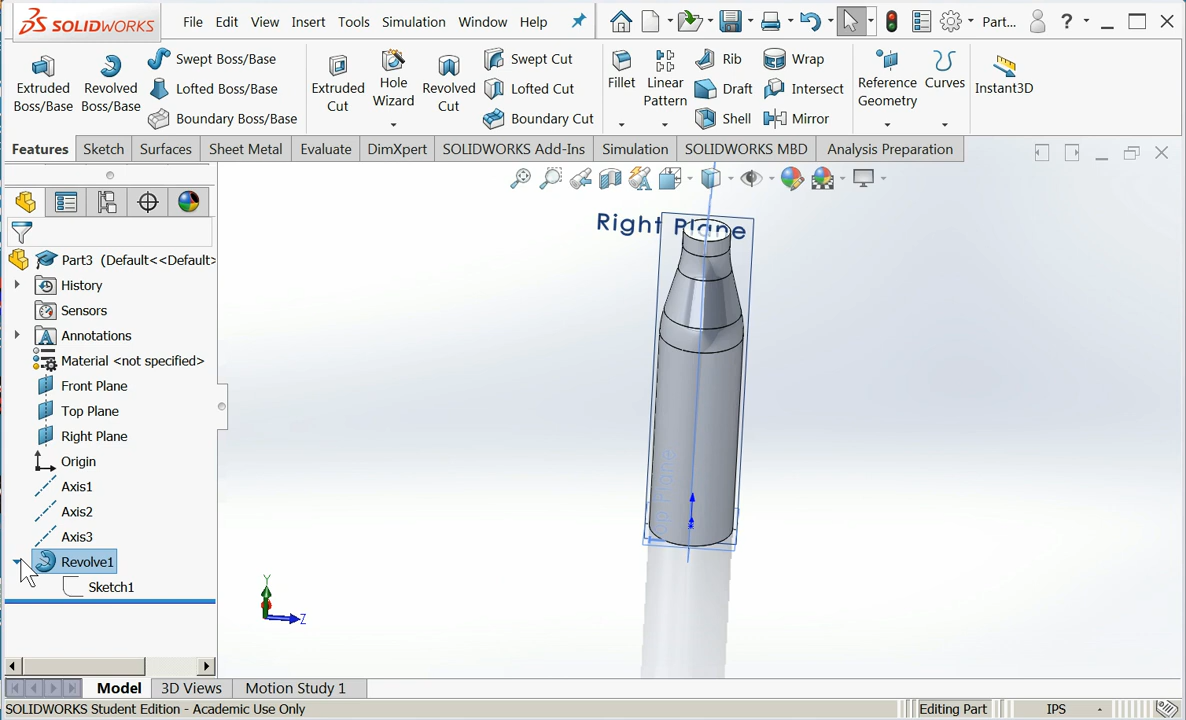 SOLIDWORKS
File Edit View Insert Tools Simulation Window Help
Part...
?
Extruded Boss/Base
Revolved Boss/Base
Swept Boss/Base
Lofted Boss/Base
Boundary Boss/Base
Extruded Cut
Hole Wizard
Revolved Cut
Swept Cut
Lofted Cut
Boundary Cut
Fillet
Linear Pattern
Rib
Draft
Shell
Wrap
Intersect
Mirror
Reference Geometry
Curves
Instant3D
Features Sketch Surfaces Sheet Metal Evaluate DimXpert SOLIDWORKS Add-Ins Simulation SOLIDWORKS MBD Analysis Preparation
Right Plane
Part3 (Default<<Default>
History
Sensors
Annotations
Material <not specified>
Front Plane
Top Plane
Right Plane
Origin
Axis1
Axis2
Axis3
Revolve1
Sketch1
Top Plane
Y
Z
Model 3D Views Motion Study 1
SOLIDWORKS Student Edition - Academic Use Only
Editing Part
IPS